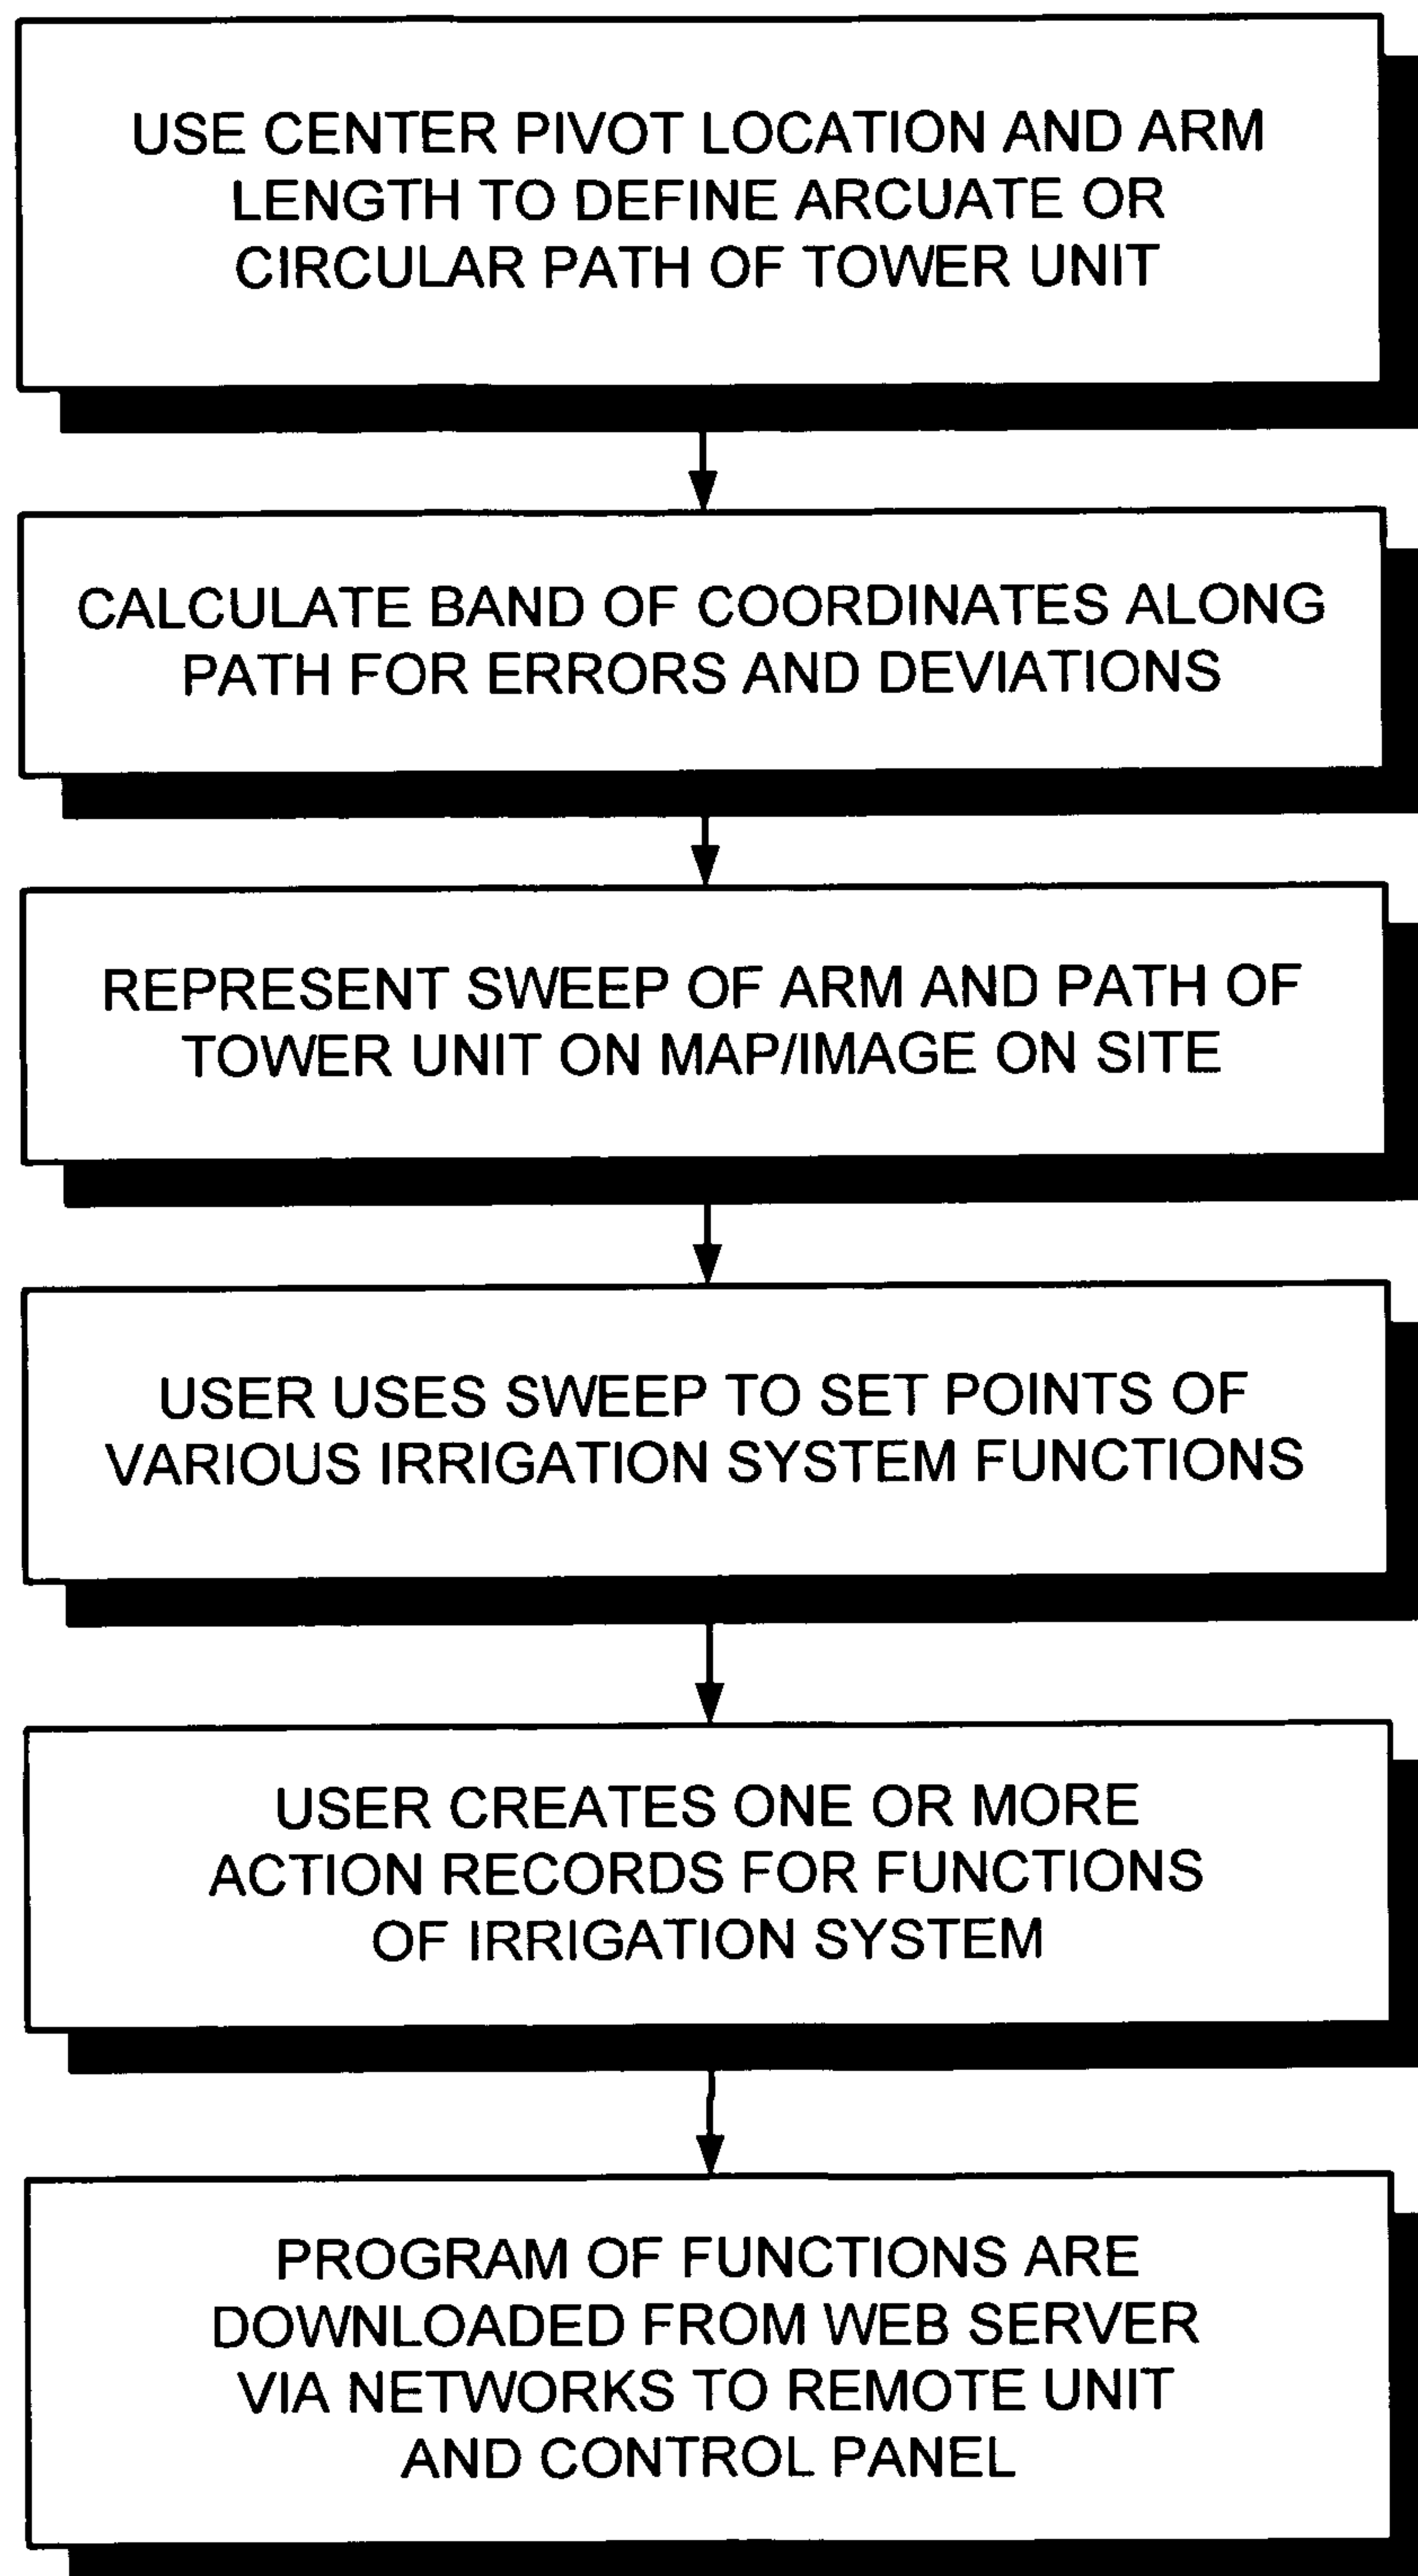 USE CENTER PIVOT LOCATION AND ARM
LENGTH TO DEFINE ARCUATE OR
CIRCULAR PATH OF TOWER UNIT
CALCULATE BAND OF COORDINATES ALONG
PATH FOR ERRORS AND DEVIATIONS
REPRESENT SWEEP OF ARM AND PATH OF
TOWER UNIT ON MAP/IMAGE ON SITE
USER USES SWEEP TO SET POINTS OF
VARIOUS IRRIGATION SYSTEM FUNCTIONS
USER CREATES ONE OR MORE
ACTION RECORDS FOR FUNCTIONS
OF IRRIGATION SYSTEM
PROGRAM OF FUNCTIONS ARE
DOWNLOADED FROM WEB SERVER
VIA NETWORKS TO REMOTE UNIT
AND CONTROL PANEL